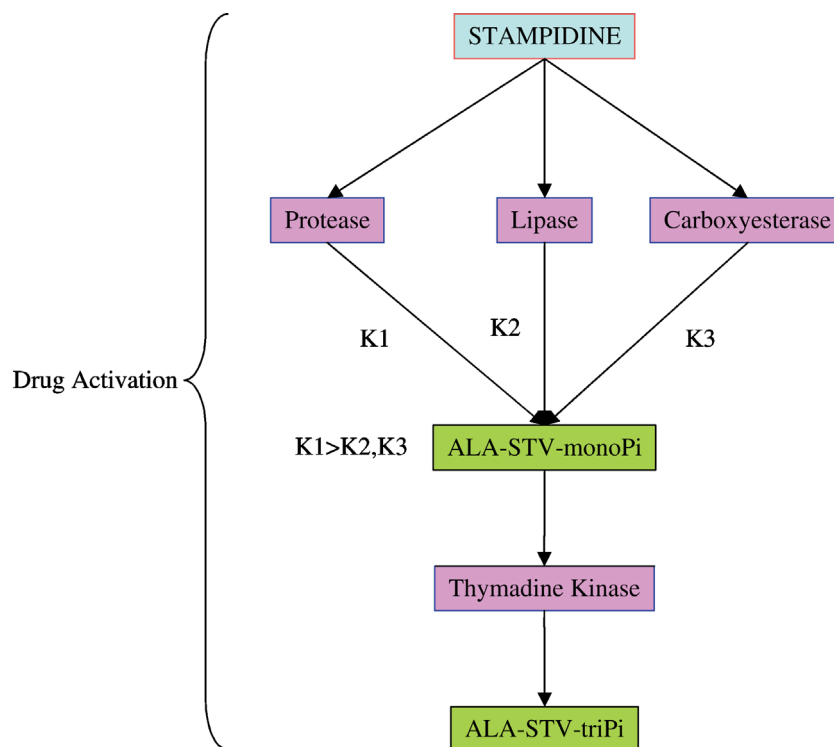 STAMPIDINE
Protease
Lipase
Carboxyesterase
K1
K2
K3
Drug Activation
K1>K2,K3
ALA-STV-monoPi
Thymadine Kinase
ALA-STV-triPi